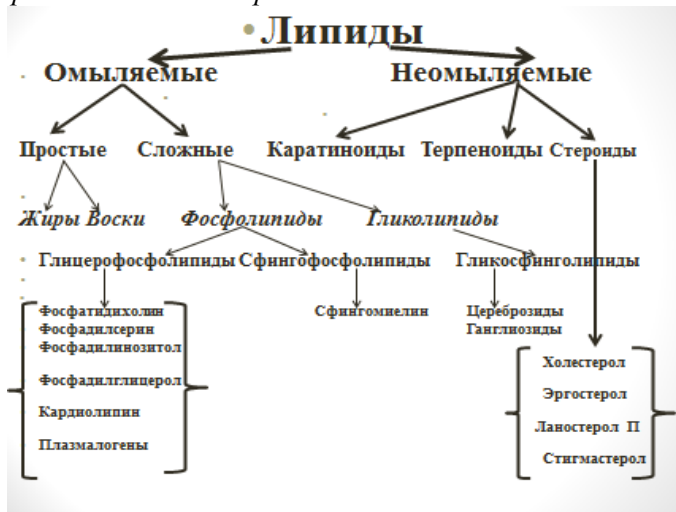 Липиды
Омыляемые Неомыляемые
Простые Сложные Каратиноиды Терпеноиды Стероиды
Жиры Воски Фосфолипиды Гликолипиды
Глицерофосфолипиды Сфингофосфолипиды Гликосфинголипиды
Фосфатидихолин Сфингомиелин Цереброзиды
Фосфадилсерин Ганглиозиды
Фосфадилинозитол
Фосфадилглицерол
Кардиолипин
Плазмалогены
Холестерол
Эргостерол
Ланостерол П
Стигмастерол